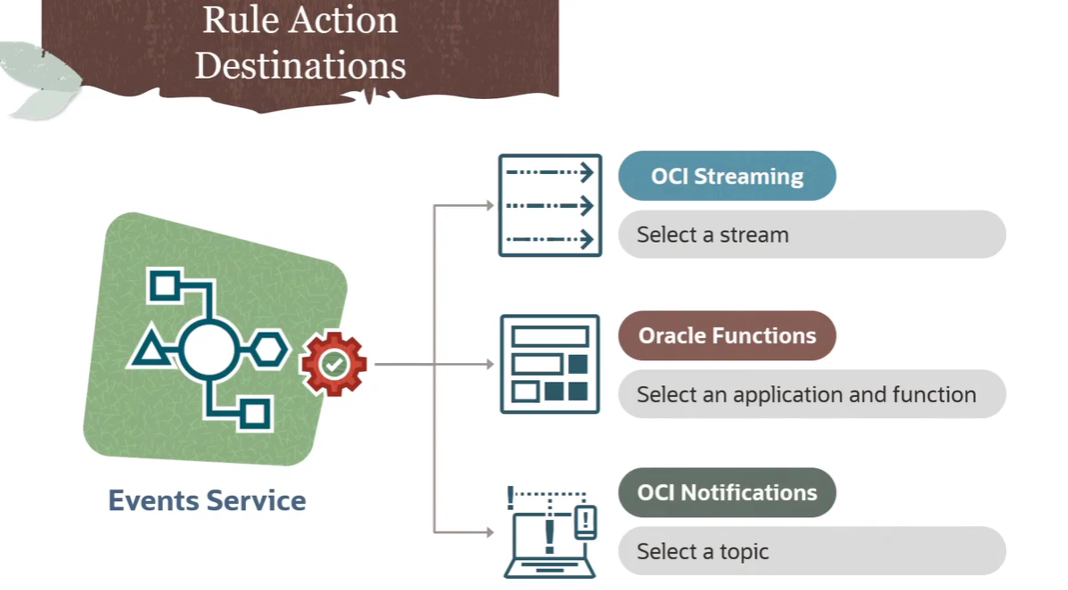 Rule Action
Destinations
OCI Streaming
Select a stream
Oracle Functions
Select an application and function
OCI Notifications
Select a topic
Events Service